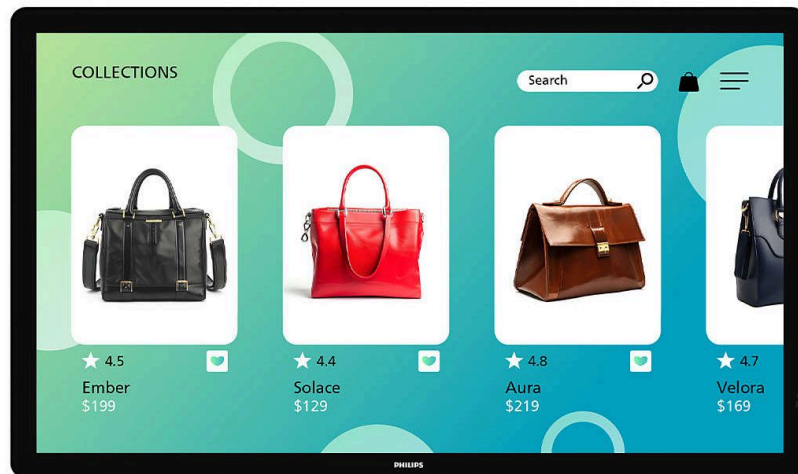 COLLECTIONS
Search
4.5
Ember
$199
4.4
Solace
$129
4.8
Aura
$219
4.7
Velora
$169
PHILIPS